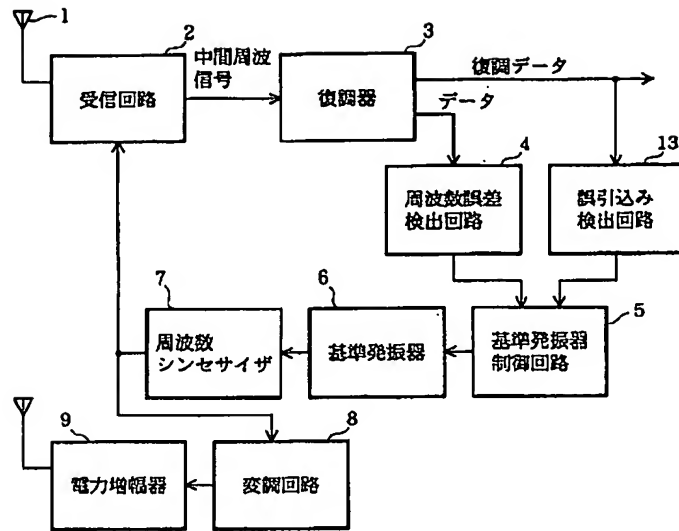 1
2
受信回路
中間周波
信号
3
復調器
復調データ
データ
4
周波数誤差
検出回路
13
誤引込み
検出回路
7
周波数
シンセサイザ
6
基準発振器
5
基準発振器
制御回路
9
電力増幅器
8
変調回路